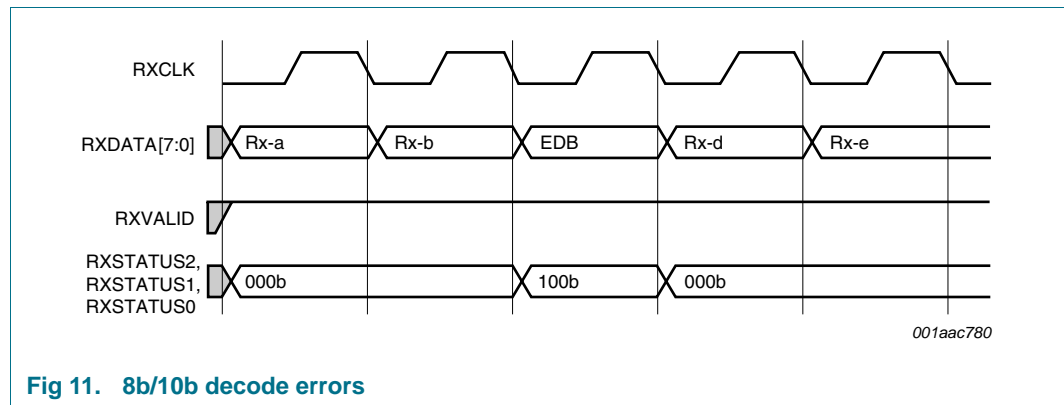 RXCLK
RXDATA[7:0]
Rx-a
Rx-b
EDB
Rx-d
Rx-e
RXVALID
RXSTATUS2,
RXSTATUS1,
RXSTATUS0
000b
100b
000b
001aac780
Fig 11. 8b/10b decode errors